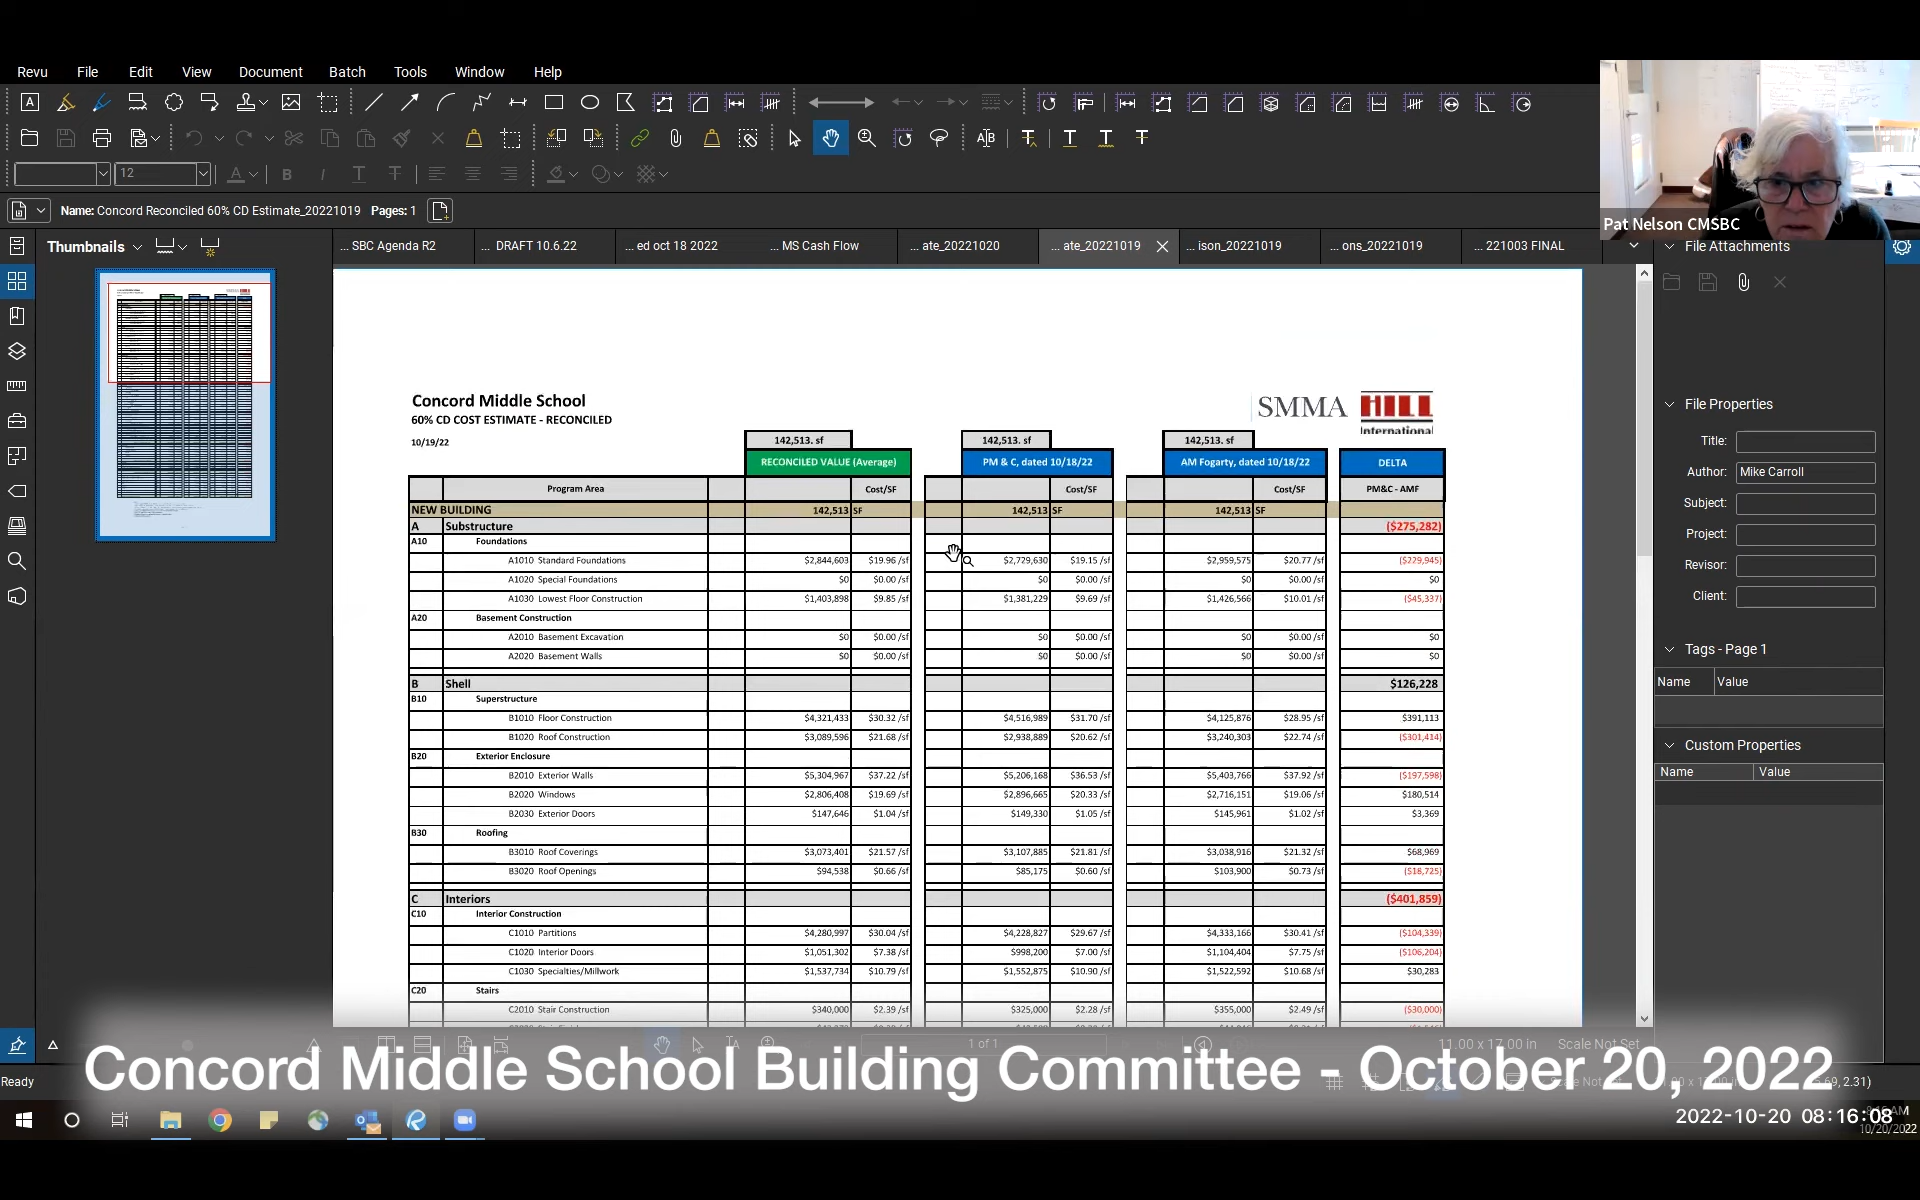 Revu File Edit View Document Batch Tools Window Help
12
Name: Concord Reconciled 60% CD Estimate_20221019 Pages: 1
Pat Nelson CMSBC
Thumbnails
... SBC Agenda R2 ... DRAFT 10.6.22 ... ed oct 18 2022 ... MS Cash Flow ... ate_20221020 ... ate_20221019 ... ison_20221019 ... ons_20221019 ... 221003 FINAL
File Attachments
File Properties
Title:
Author: Mike Carroll
Subject:
Project:
Revisor:
Client:
Tags - Page 1
Name Value
Custom Properties
Name Value
Concord Middle School
60% CD COST ESTIMATE - RECONCILED
10/19/22
SMMA HILL
International
142,513. sf 142,513. sf 142,513. sf
RECONCILED VALUE (Average) PM & C, dated 10/18/22 AM Fogarty, dated 10/18/22 DELTA
Program Area Cost/SF Cost/SF Cost/SF PM&C - AMF
NEW BUILDING 142,513 SF 142,513 SF 142,513 SF
A Substructure ($275,282)
A10 Foundations
A1010 Standard Foundations $2,844,603 $19.96 /sf $2,729,630 $19.15 /sf $2,959,575 $20.77 /sf ($229,945)
A1020 Special Foundations $0 $0.00 /sf $0 $0.00 /sf $0 $0.00 /sf $0
A1030 Lowest Floor Construction $1,403,898 $9.85 /sf $1,381,229 $9.69 /sf $1,426,566 $10.01 /sf ($45,337)
A20 Basement Construction
A2010 Basement Excavation $0 $0.00 /sf $0 $0.00 /sf $0 $0.00 /sf $0
A2020 Basement Walls $0 $0.00 /sf $0 $0.00 /sf $0 $0.00 /sf $0
B Shell $126,228
B10 Superstructure
B1010 Floor Construction $4,321,433 $30.32 /sf $4,516,989 $31.70 /sf $4,125,876 $28.95 /sf $391,113
B1020 Roof Construction $3,089,596 $21.68 /sf $2,938,889 $20.62 /sf $3,240,303 $22.74 /sf ($301,414)
B20 Exterior Enclosure
B2010 Exterior Walls $5,304,967 $37.22 /sf $5,206,168 $36.53 /sf $5,403,766 $37.92 /sf ($197,598)
B2020 Windows $2,806,408 $19.69 /sf $2,896,665 $20.33 /sf $2,716,151 $19.06 /sf $180,514
B2030 Exterior Doors $147,646 $1.04 /sf $149,330 $1.05 /sf $145,961 $1.02 /sf $3,369
B30 Roofing
B3010 Roof Coverings $3,073,401 $21.57 /sf $3,107,885 $21.81 /sf $3,038,916 $21.32 /sf $68,969
B3020 Roof Openings $94,538 $0.66 /sf $85,175 $0.60 /sf $103,900 $0.73 /sf ($18,725)
C Interiors ($401,859)
C10 Interior Construction
C1010 Partitions $4,280,997 $30.04 /sf $4,228,827 $29.67 /sf $4,333,166 $30.41 /sf ($104,339)
C1020 Interior Doors $1,051,302 $7.38 /sf $998,200 $7.00 /sf $1,104,404 $7.75 /sf ($106,204)
C1030 Specialties/Millwork $1,537,734 $10.79 /sf $1,552,875 $10.90 /sf $1,522,592 $10.68 /sf $30,283
C20 Stairs
C2010 Stair Construction $340,000 $2.39 /sf $325,000 $2.28 /sf $355,000 $2.49 /sf ($30,000)
1 of 1 11.00 x 17.00 in Scale Not Set
Concord Middle School Building Committee - October 20, 2022
Ready
2022-10-20 08:16:08
10/20/2022